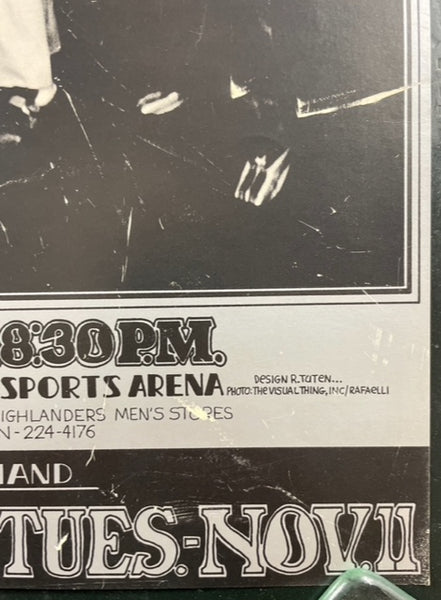 8:30 P.M.
SPORTS ARENA
DESIGN R.TUTEN...
PHOTO: THE VISUAL THING, INC/RAFAELLI
HIGHLANDERS MEN'S STORES
N - 224-4176
HAND
TUES.-NOV.11